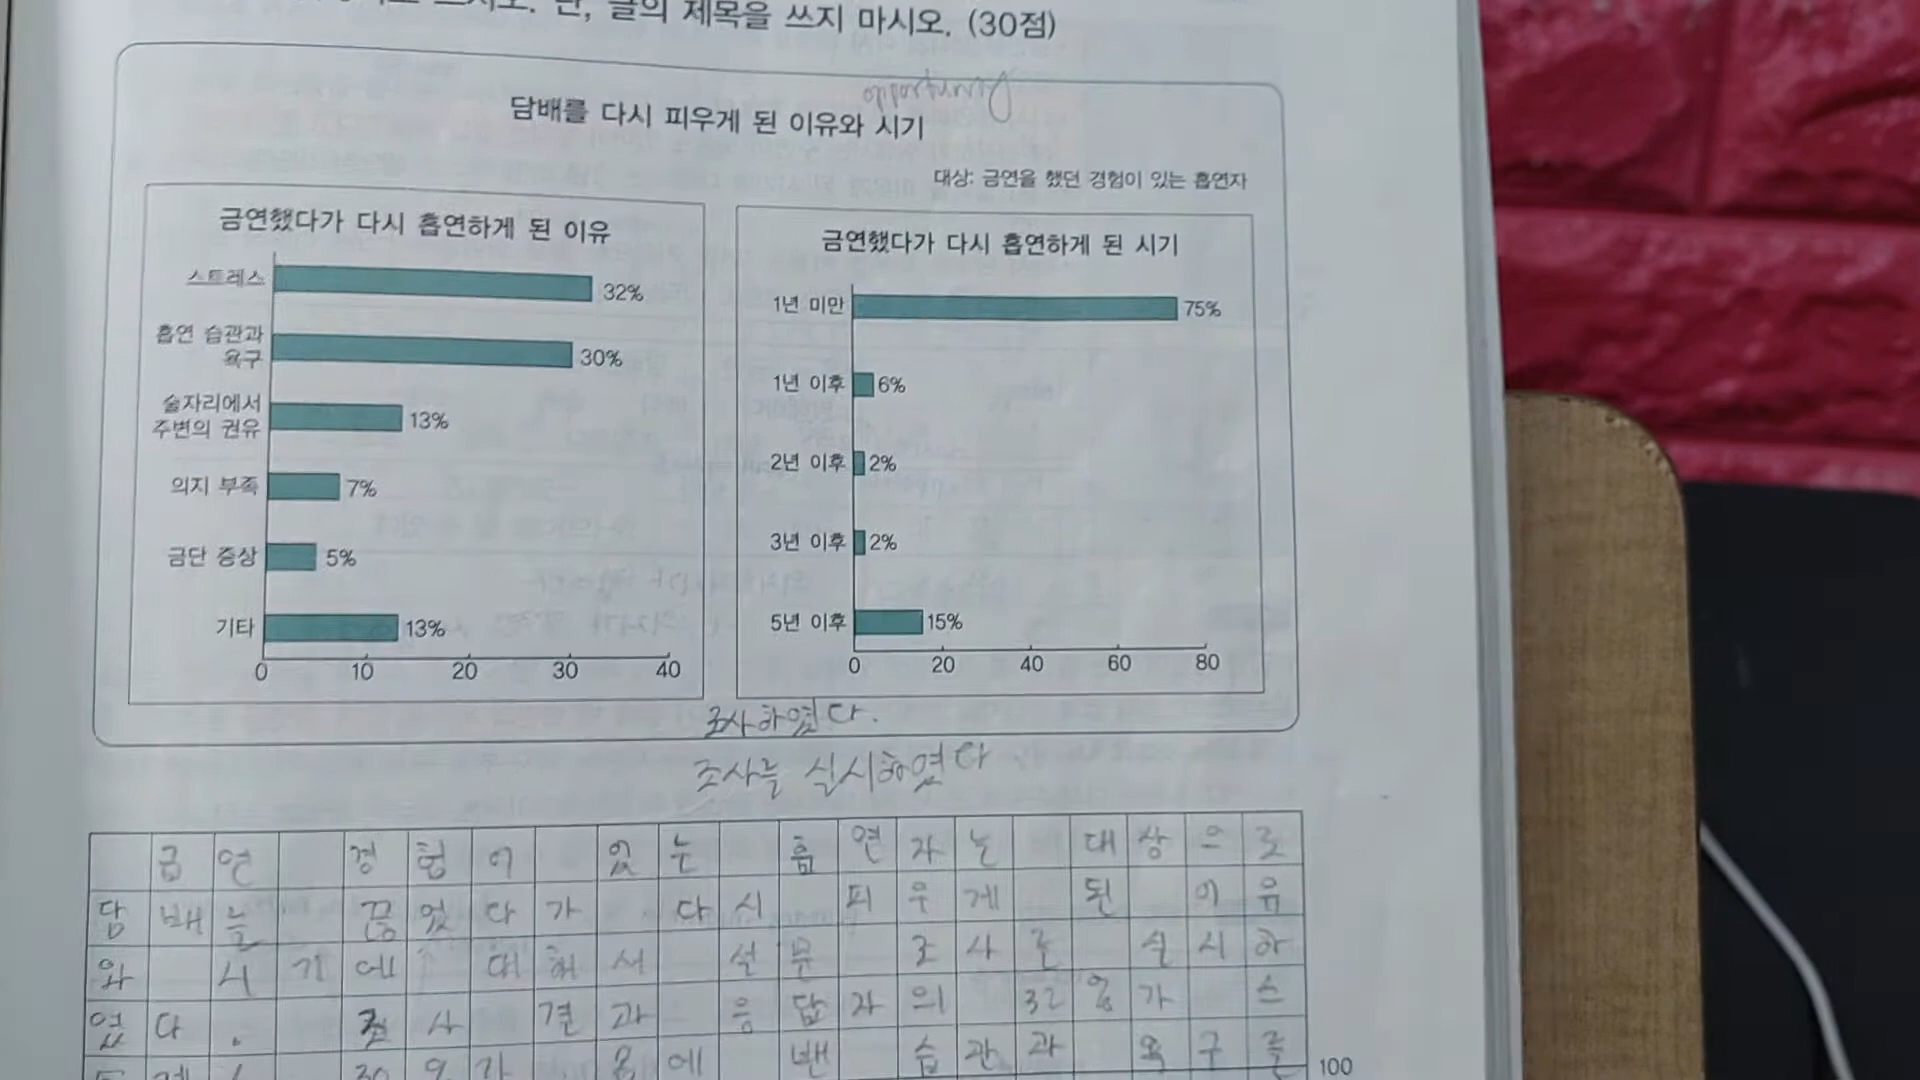 글의 제목을 쓰지 마시오. (30점)
담배를 다시 피우게 된 이유와 시기
대상: 금연을 했던 경험이 있는 흡연자
금연했다가 다시 흡연하게 된 이유
스트레스 32%
흡연 습관과
욕구 30%
술자리에서
주변의 권유 13%
의지 부족 7%
금단 증상 5%
기타 13%
0 10 20 30 40
금연했다가 다시 흡연하게 된 시기
1년 미만 75%
1년 이후 6%
2년 이후 2%
3년 이후 2%
5년 이후 15%
0 20 40 60 80
조사하였다.
조사를 실시하였다
금연 경험이 있는 흡연자는 대상으로
담배를 끊었다가 다시 피우게 된 이유
와 시기에 대해서 설문 조사를 실시하
였다. 조사 결과 응답자의 32%가 스
30%가 몸에 밴 습관과 욕구를
100